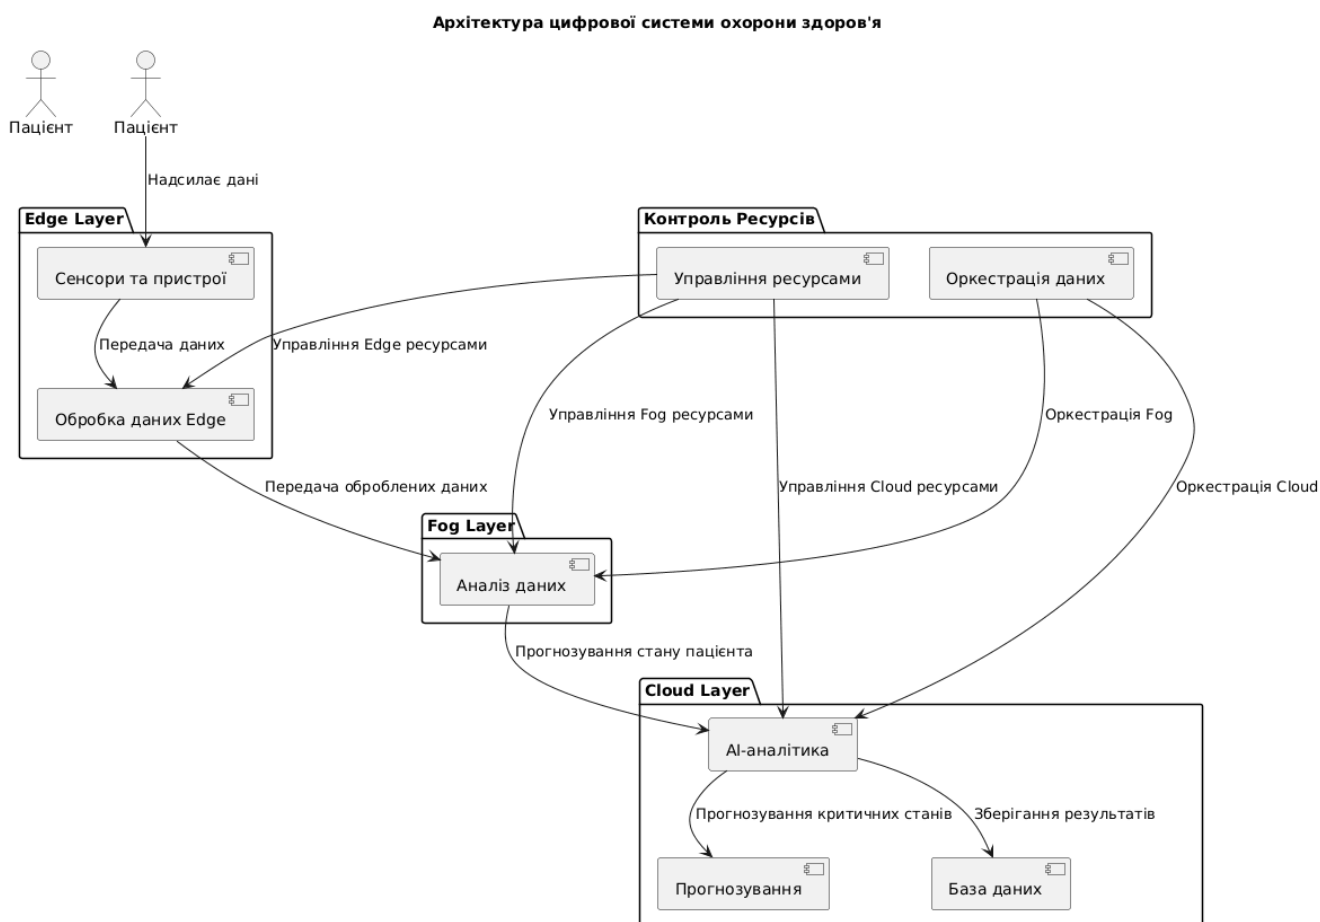 Архітектура цифрової системи охорони здоров'я
Пацієнт
Пацієнт
Надсилає дані
Edge Layer
Контроль Ресурсів
Сенсори та пристрої
Управління ресурсами
Оркестрація даних
Передача даних
Управління Edge ресурсами
Обробка даних Edge
Управління Fog ресурсами
Оркестрація Fog
Передача оброблених даних
Управління Cloud ресурсами
Оркестрація Cloud
Fog Layer
Аналіз даних
Прогнозування стану пацієнта
Cloud Layer
AI-аналітика
Прогнозування критичних станів
Зберігання результатів
Прогнозування
База даних